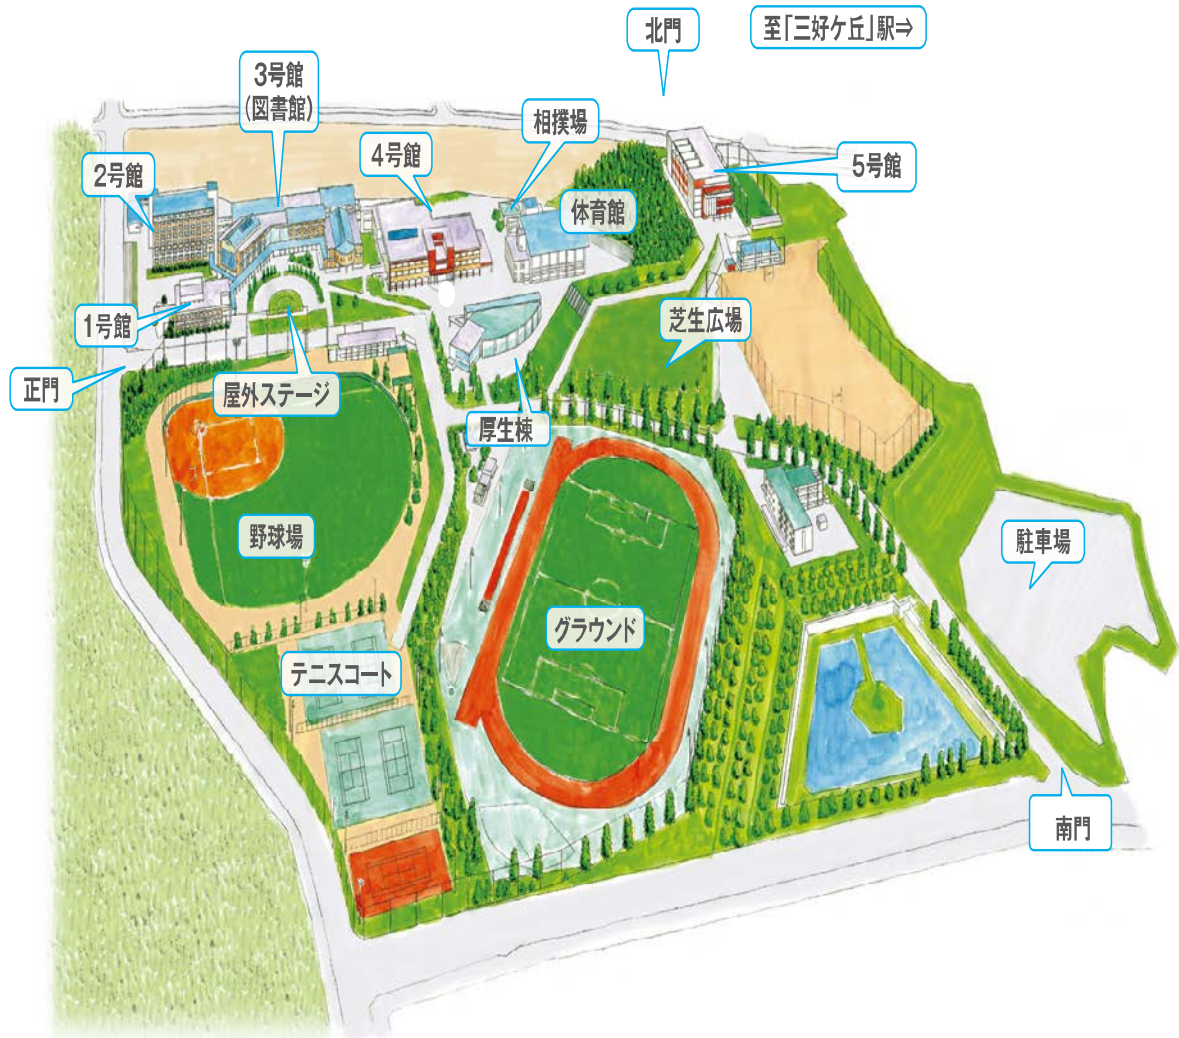 北門
至「三好ケ丘」駅⇒
3号館
(図書館)
相撲場
4号館
2号館
5号館
体育館
1号館
芝生広場
正門
屋外ステージ
厚生棟
野球場
駐車場
グラウンド
テニスコート
南門